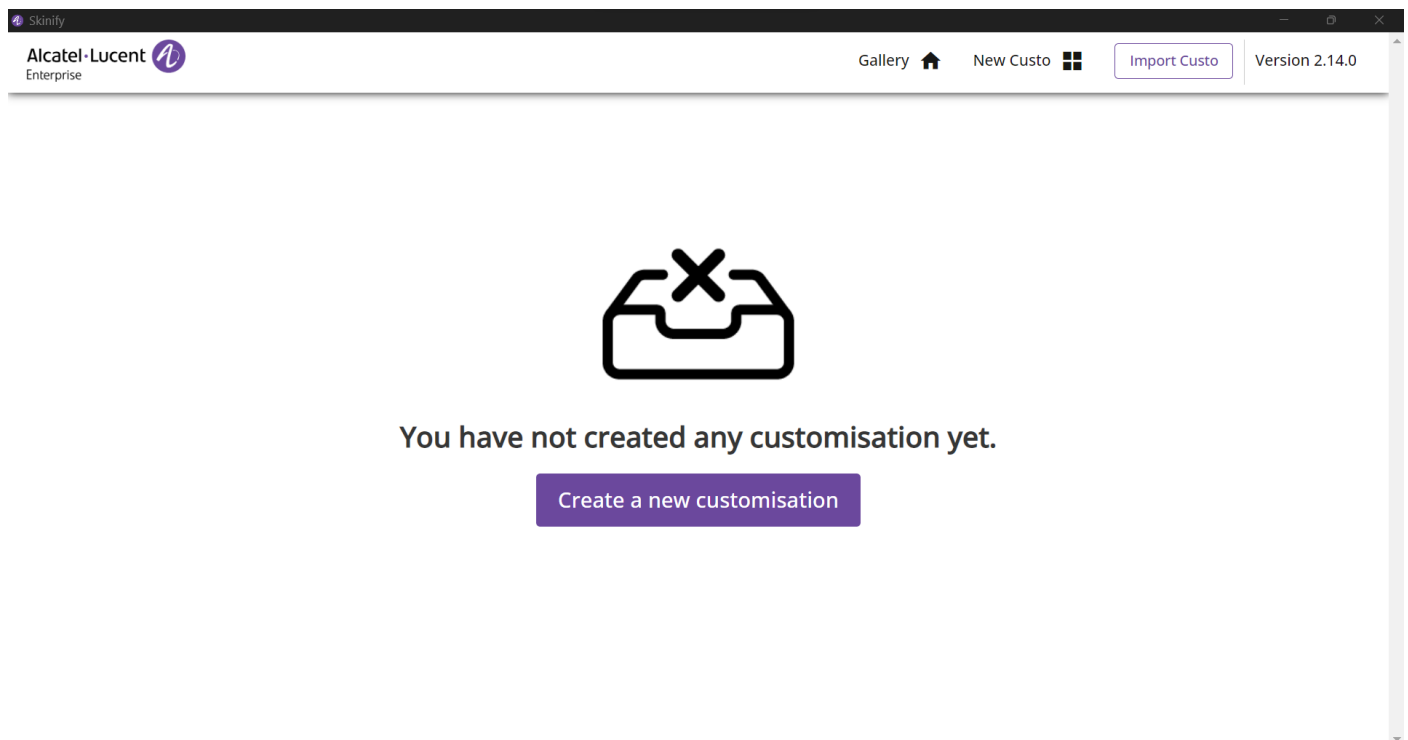 Skinify
Alcatel·Lucent
Enterprise
Gallery
New Custo
Import Custo
Version 2.14.0
You have not created any customisation yet.
Create a new customisation